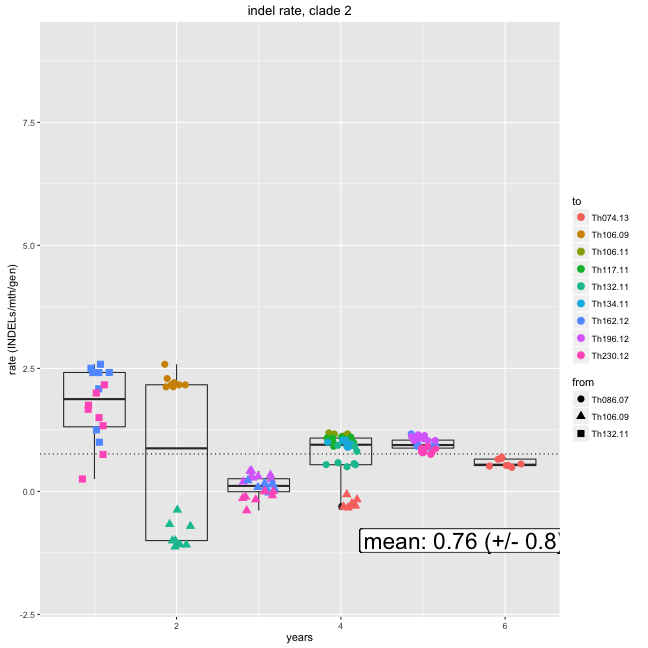 indel rate, clade 2
rate (INDELs/mth/gen)
7.5
5.0
2.5
0.0
-2.5
mean: 0.76 (+/- 0.8)
2 4 6
years
to
Th074.13
Th106.09
Th106.11
Th117.11
Th132.11
Th134.11
Th162.12
Th196.12
Th230.12
from
Th086.07
Th106.09
Th132.11